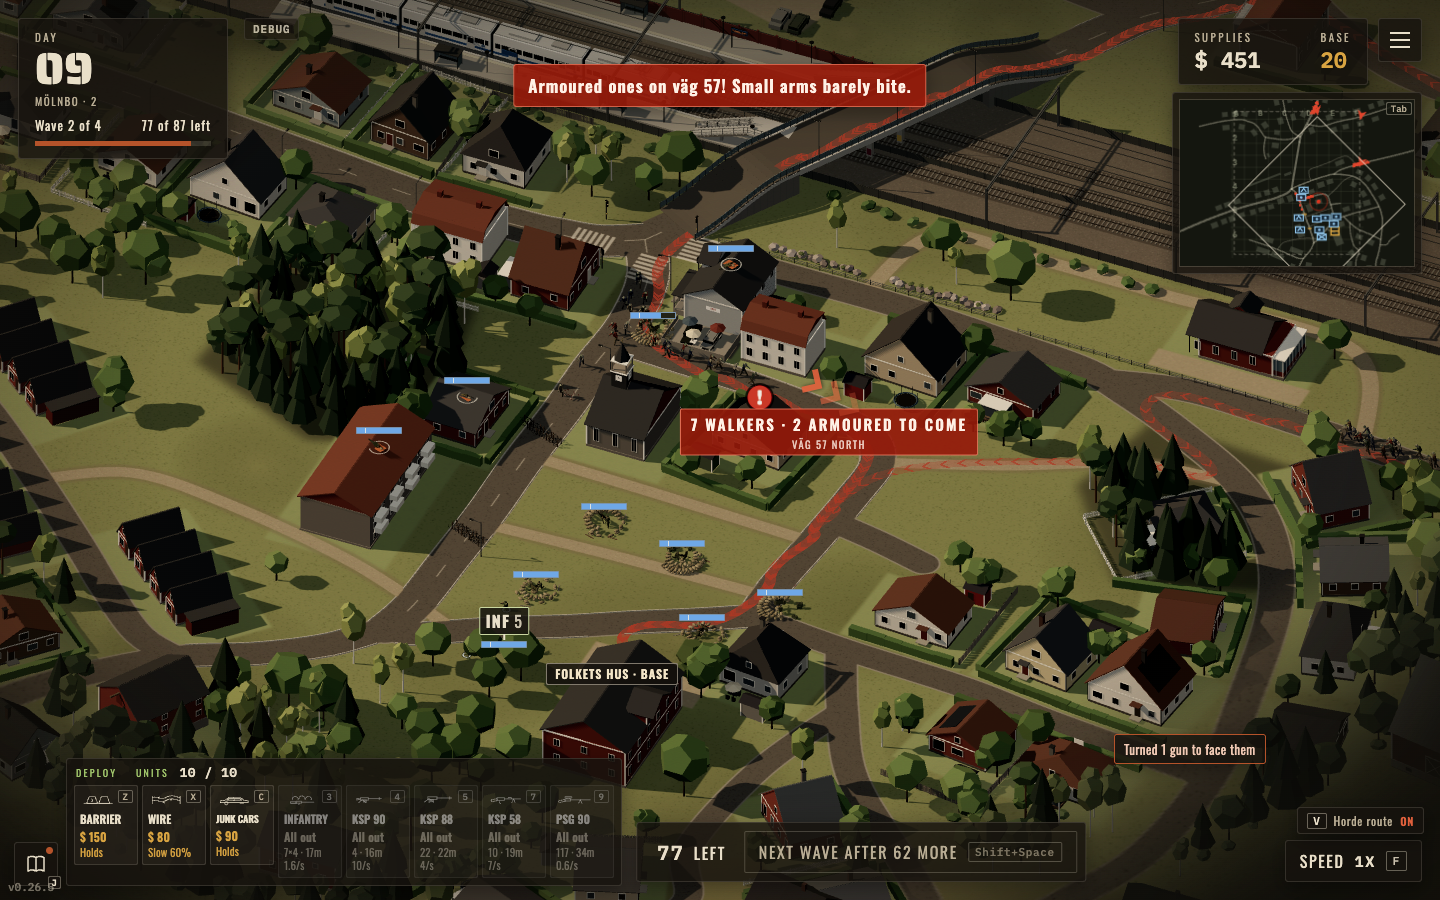 DAY
09
MÖLNBO · 2
Wave 2 of 4
77 of 87 left
DEBUG
Armoured ones on väg 57! Small arms barely bite.
SUPPLIES
$ 451
BASE
20
Tab
7 WALKERS · 2 ARMOURED TO COME
VÄG 57 NORTH
INF 5
FOLKETS HUS · BASE
Turned 1 gun to face them
DEPLOY UNITS 10 / 10
Z
BARRIER
$ 150
Holds
X
WIRE
$ 80
Slow 60%
C
JUNK CARS
$ 90
Holds
3
INFANTRY
All out
7×4 · 17m
1.6/s
4
KSP 90
All out
4 · 16m
10/s
5
KSP 88
All out
22 · 22m
4/s
7
KSP 58
All out
10 · 19m
7/s
9
PSG 90
All out
117 · 34m
0.6/s
77 LEFT
NEXT WAVE AFTER 62 MORE Shift+Space
V Horde route ON
SPEED 1X F
J